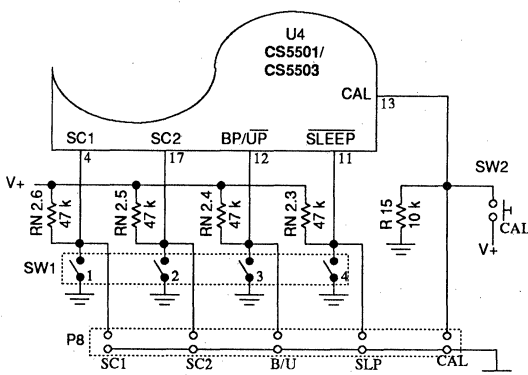 U4
CS5501/
CS5503
CAL
13
SC1
SC2
BP/UP
SLEEP
4
17
12
11
V+
RN 2.6
47 k
RN 2.5
47 k
RN 2.4
47 k
RN 2.3
47 k
R 15
10 k
SW2
CAL
V+
SW1
1
2
3
4
P8
SC1
SC2
B/U
SLP
CAL